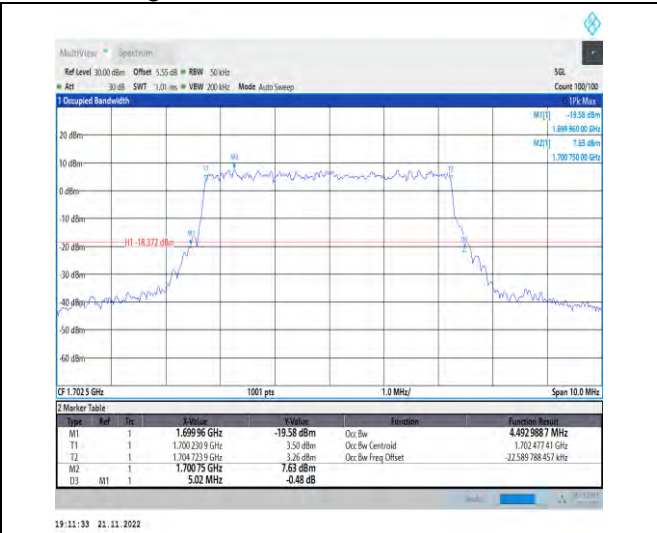 MultiView Spectrum
Ref Level 30.00 dBm Offset 5.55 dB RBW 50 kHz SGL
Att 30 dB SWT 1.01 ms VBW 200 kHz Mode Auto Sweep Count 100/100
1 Occupied Bandwidth 1Pk Max
M1[1] -19.58 dBm
1.699 960 00 GHz
M2[1] 7.63 dBm
1.700 750 00 GHz
20 dBm
10 dBm
M2
T1
T2
0 dBm
-10 dBm
M1
H1 -18.372 dBm
D3
-20 dBm
-30 dBm
-40 dBm
-50 dBm
-60 dBm
CF 1.702 5 GHz 1001 pts 1.0 MHz/ Span 10.0 MHz
2 Marker Table
Type Ref Trc X-Value Y-Value Function Function Result
M1 1 1.699 96 GHz -19.58 dBm Occ Bw 4.492 988 7 MHz
T1 1 1.700 230 9 GHz 3.50 dBm Occ Bw Centroid 1.702 477 41 GHz
T2 1 1.704 723 9 GHz 3.26 dBm Occ Bw Freq Offset -22.589 788 457 kHz
M2 1 1.700 75 GHz 7.63 dBm
D3 M1 1 5.02 MHz -0.48 dB
19:11:33 21.11.2022